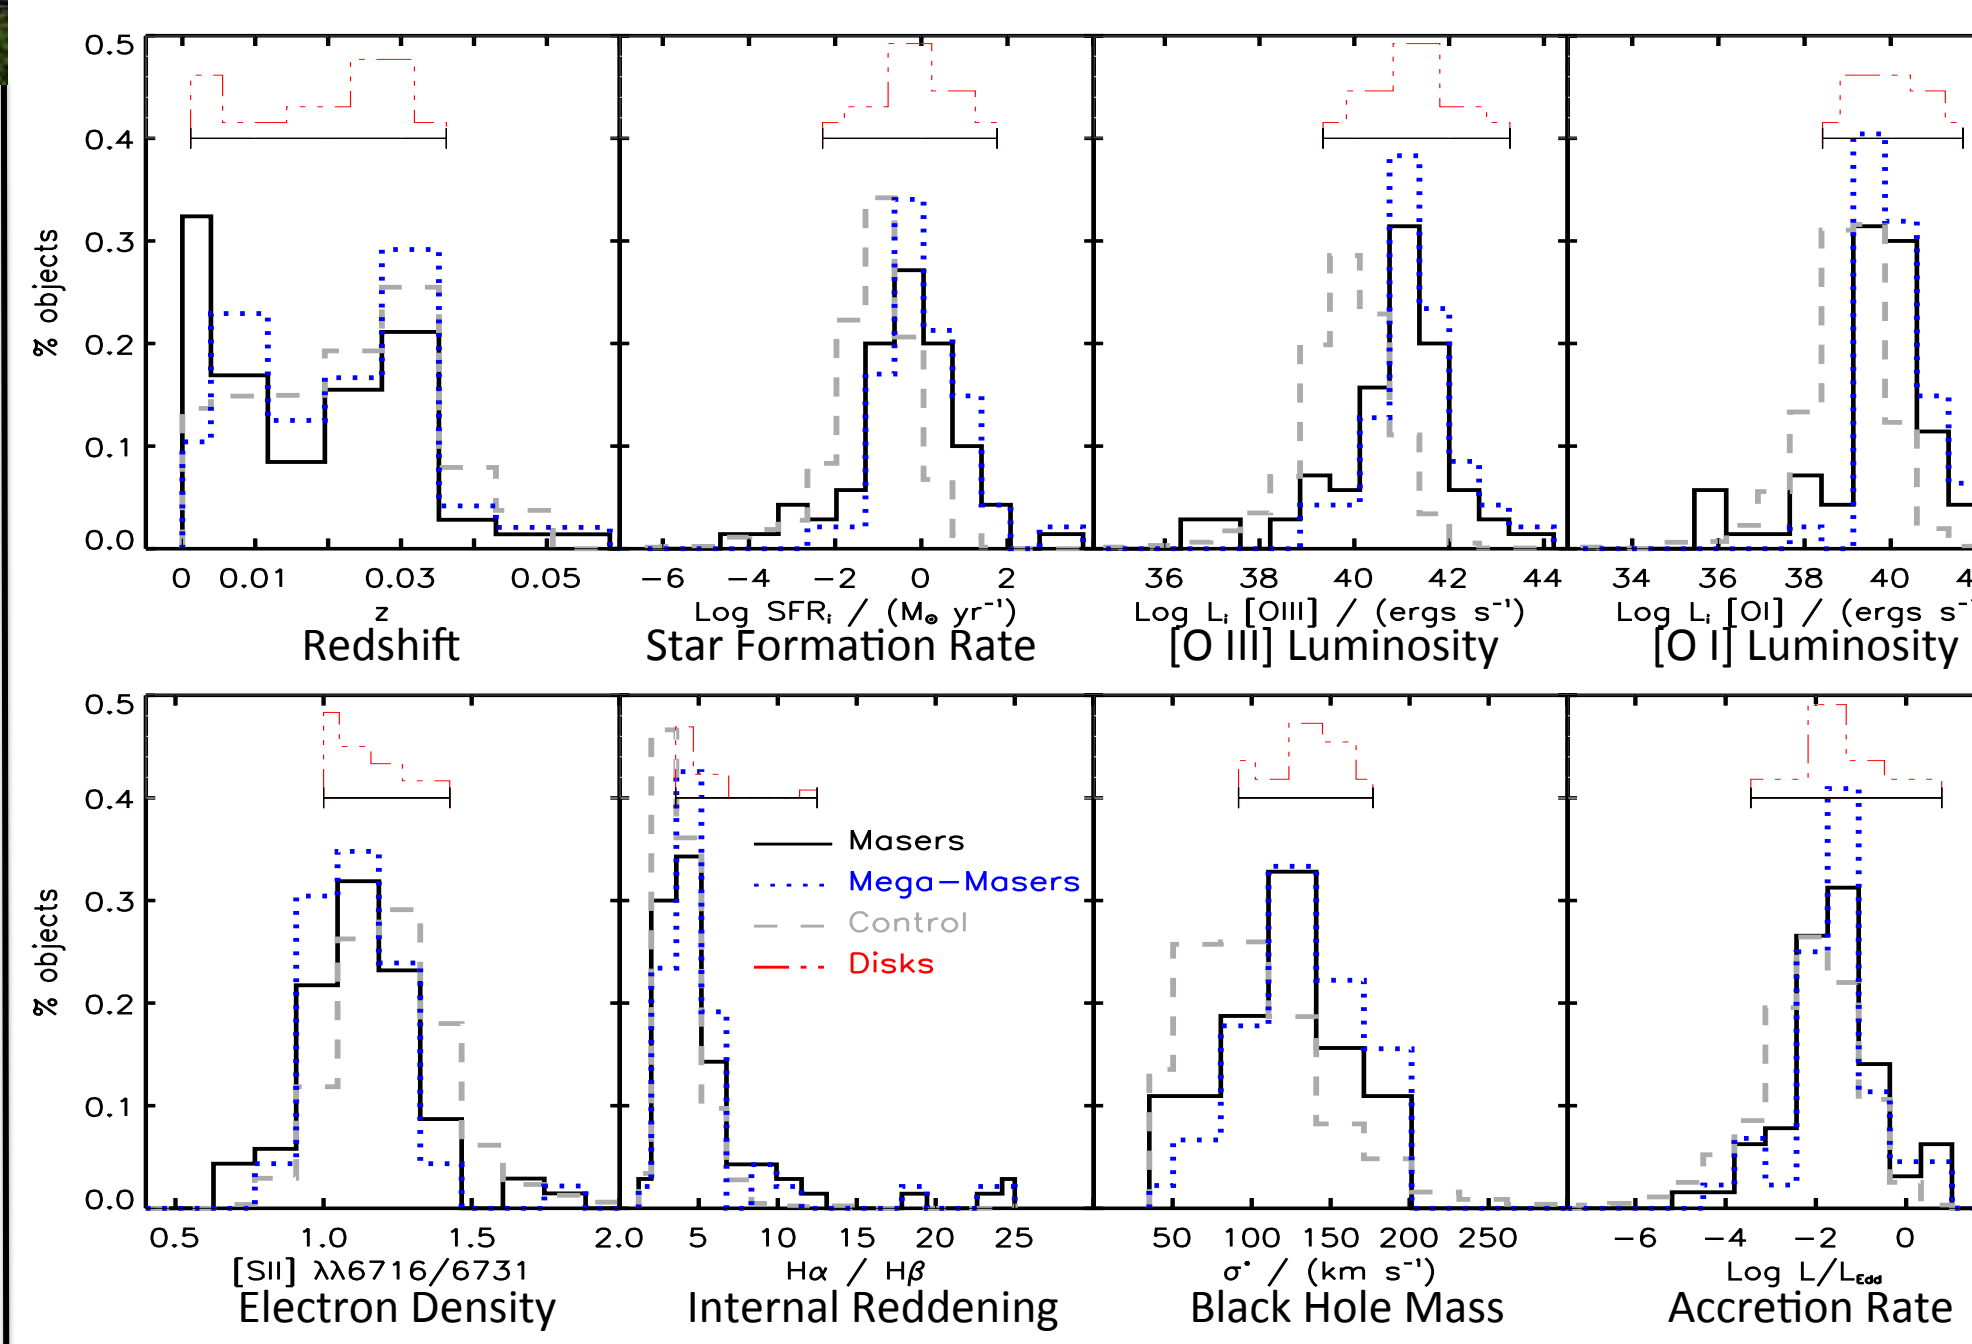 0.5
0.4
0.3
0.2
0.1
0.0
% objects
0 0.01 0.03 0.05
z
Redshift
−6 −4 −2 0 2
Log SFRᵢ / (M⊙ yr⁻¹)
Star Formation Rate
36 38 40 42 44
Log Lᵢ [OIII] / (ergs s⁻¹)
[O III] Luminosity
34 36 38 40
Log Lᵢ [OI] / (ergs s⁻
[O I] Luminosity
0.5
0.4
0.3
0.2
0.1
0.0
% objects
0.5 1.0 1.5 2.0
[SII] λλ6716/6731
Electron Density
Masers
Mega−Masers
Control
Disks
5 10 15 20 25
Hα / Hβ
Internal Reddening
50 100 150 200 250
σ* / (km s⁻¹)
Black Hole Mass
−6 −4 −2 0
Log L/L_Edd
Accretion Rate